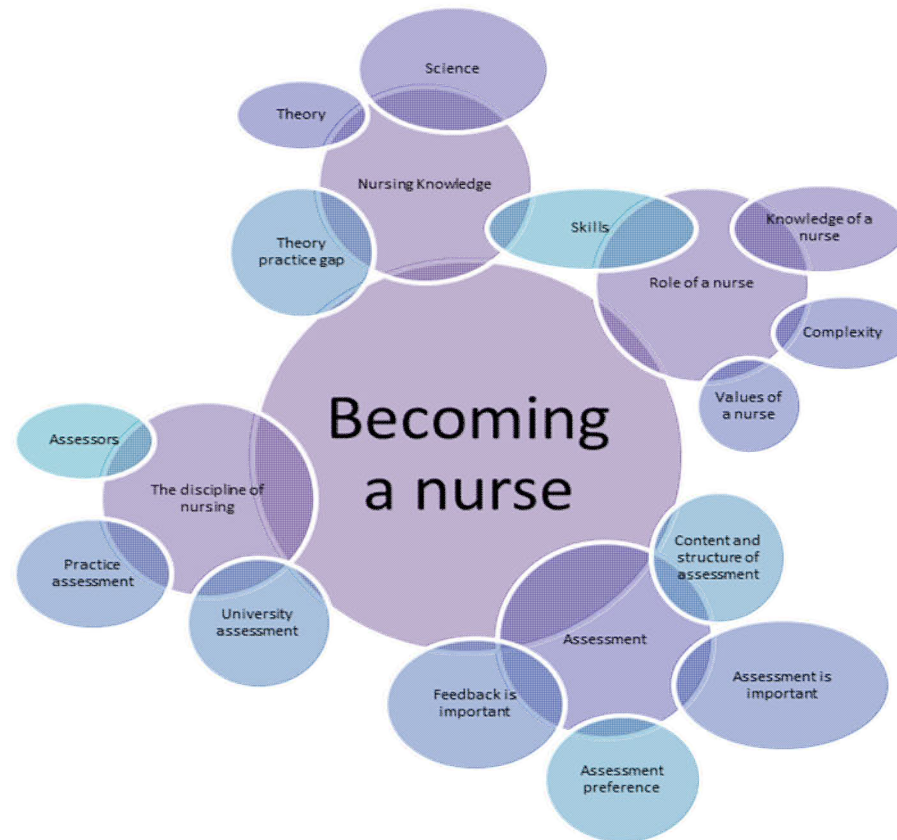 Science
Theory
Nursing Knowledge
Theory
practice gap
Skills
Knowledge of a
nurse
Role of a nurse
Complexity
Values of
a nurse
Becoming
a nurse
Assessors
The discipline of
nursing
Practice
assessment
University
assessment
Content and
structure of
assessment
Assessment
Feedback is
important
Assessment is
important
Assessment
preference